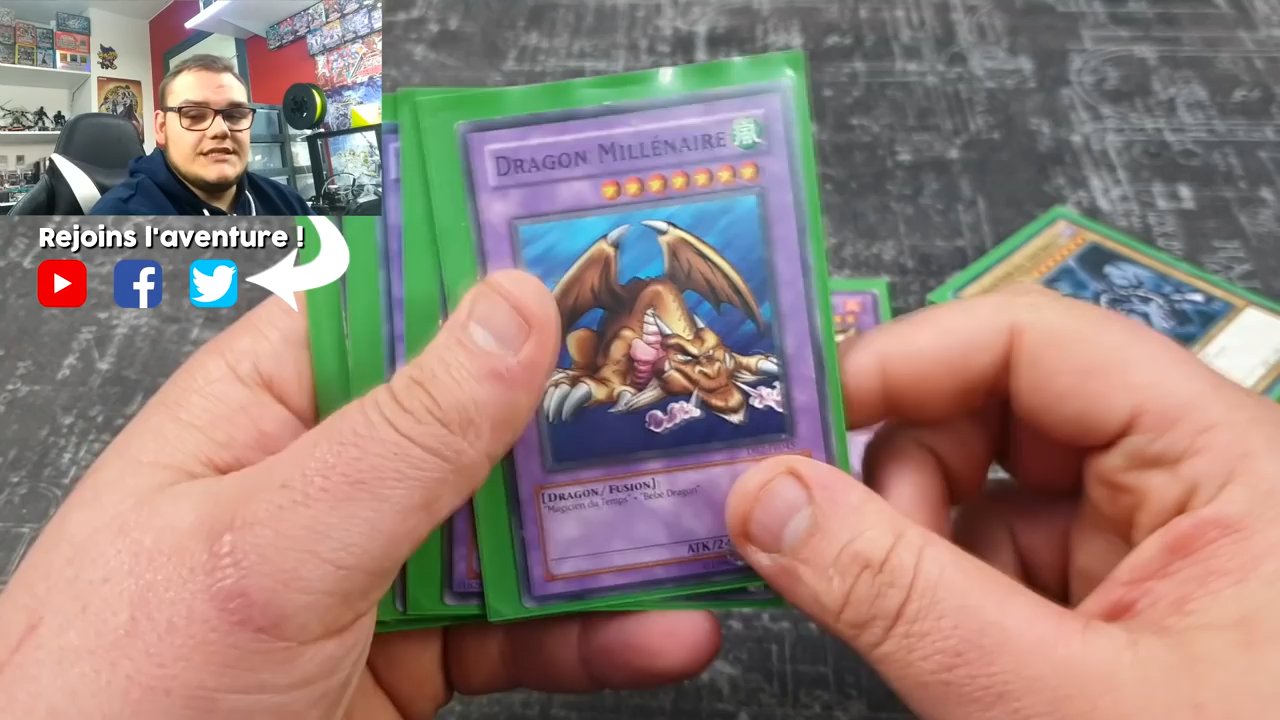 Rejoins l'aventure !
DRAGON MILLÉNAIRE
[DRAGON/FUSION]
"Magicien du Temps" + "Bébé Dragon"
ATK/24